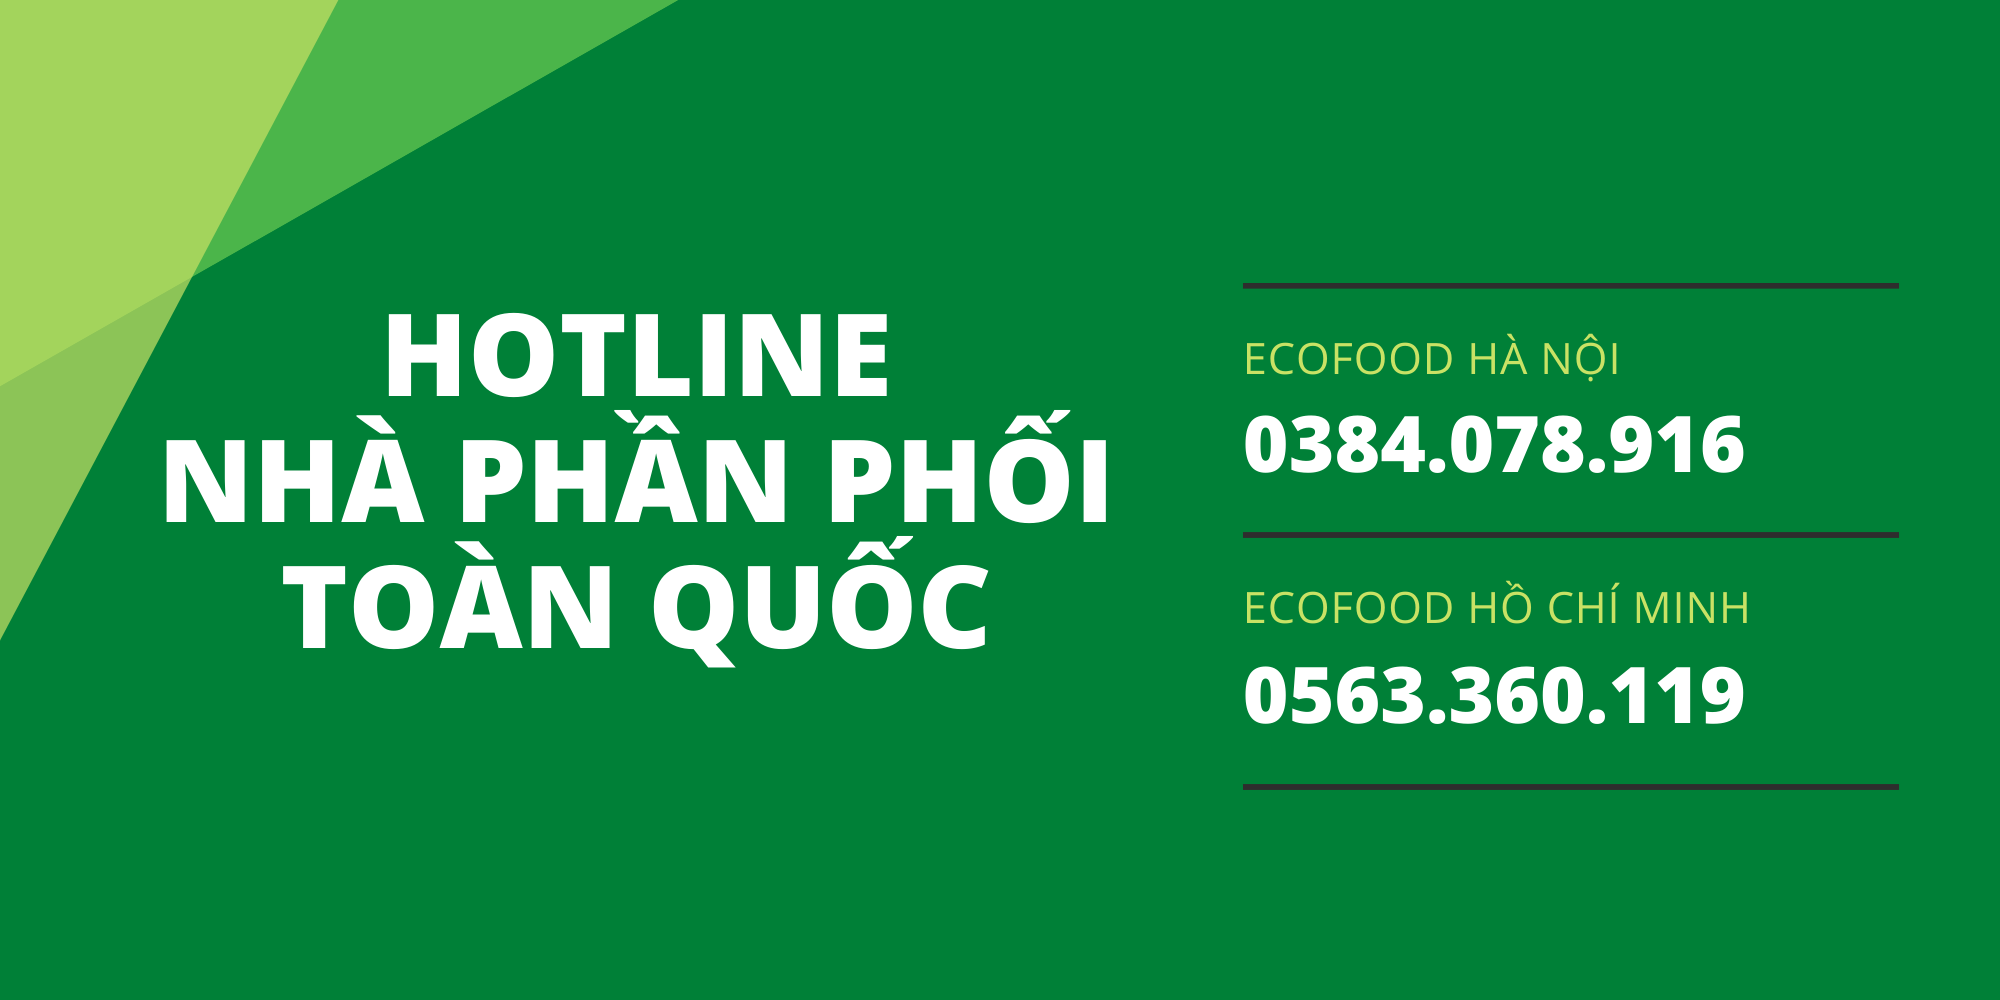 HOTLINE
NHÀ PHẦN PHỐI
TOÀN QUỐC
ECOFOOD HÀ NỘI
0384.078.916
ECOFOOD HỒ CHÍ MINH
0563.360.119